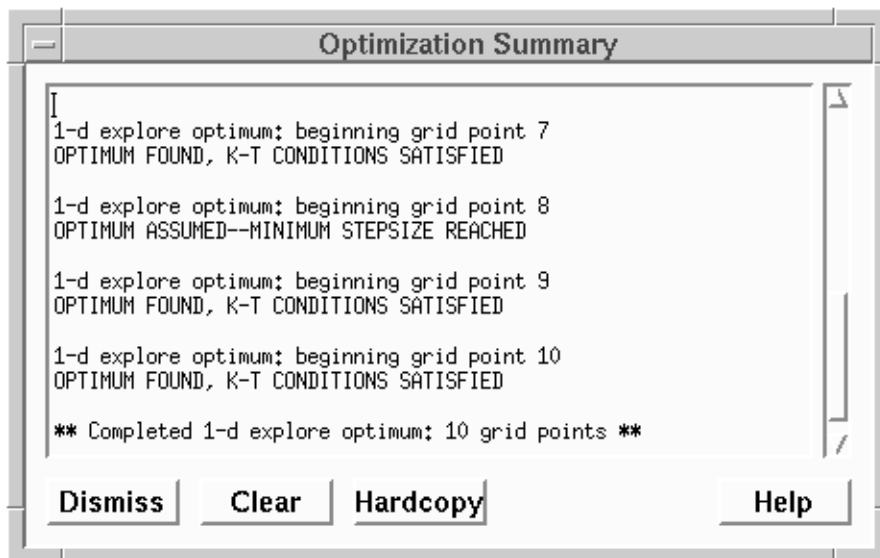 Optimization Summary
1-d explore optimum: beginning grid point 7
OPTIMUM FOUND, K-T CONDITIONS SATISFIED
1-d explore optimum: beginning grid point 8
OPTIMUM ASSUMED--MINIMUM STEPSIZE REACHED
1-d explore optimum: beginning grid point 9
OPTIMUM FOUND, K-T CONDITIONS SATISFIED
1-d explore optimum: beginning grid point 10
OPTIMUM FOUND, K-T CONDITIONS SATISFIED
** Completed 1-d explore optimum: 10 grid points **
Dismiss Clear Hardcopy Help